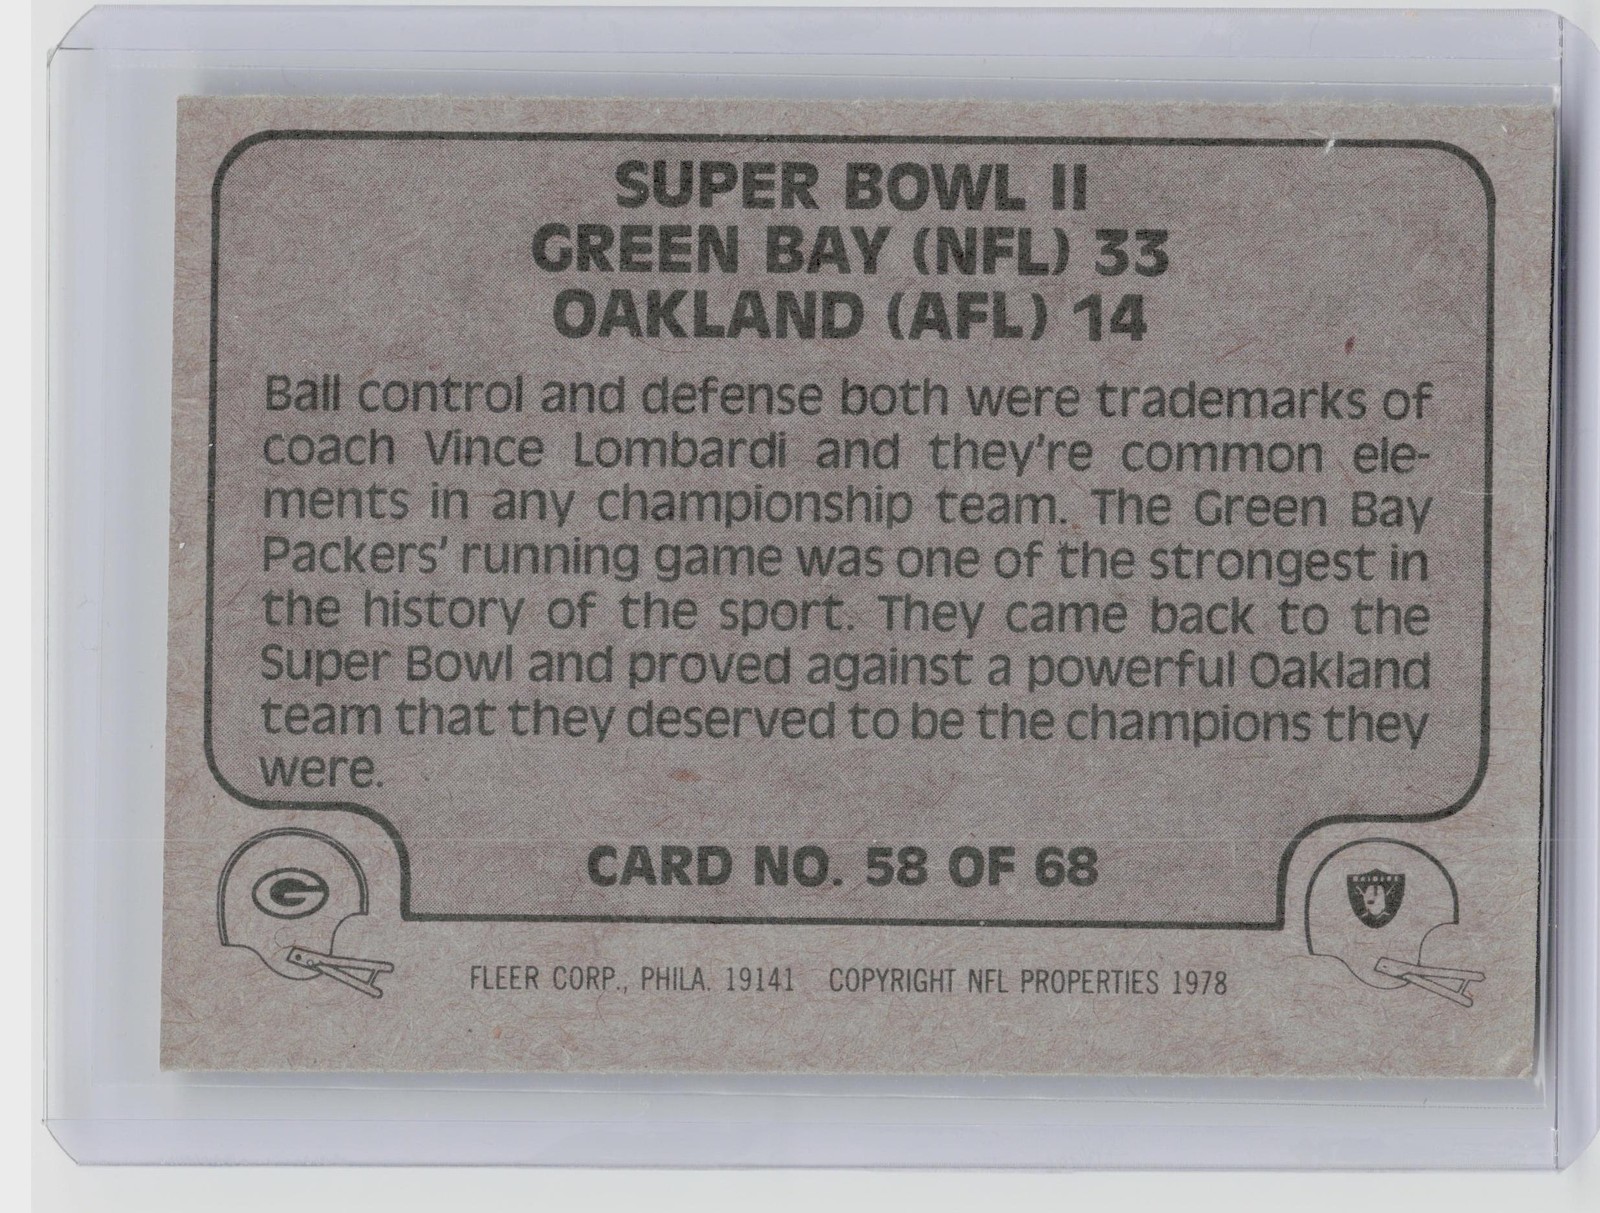 SUPER BOWL II
GREEN BAY (NFL) 33
OAKLAND (AFL) 14
Ball control and defense both were trademarks of
coach Vince Lombardi and they're common ele-
ments in any championship team. The Green Bay
Packers' running game was one of the strongest in
the history of the sport. They came back to the
Super Bowl and proved against a powerful Oakland
team that they deserved to be the champions they
were.
CARD NO. 58 OF 68
G
RAIDERS
FLEER CORP., PHILA. 19141 COPYRIGHT NFL PROPERTIES 1978